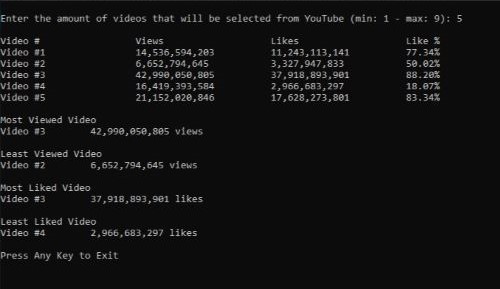 Enter the amount of videos that will be selected from YouTube (min: 1 - max: 9): 5
Video # Views Likes Like %
Video #1 14,536,594,203 11,243,113,141 77.34%
Video #2 6,652,794,645 3,327,947,833 50.02%
Video #3 42,990,050,805 37,918,893,901 88.20%
Video #4 16,419,393,584 2,966,683,297 18.07%
Video #5 21,152,020,846 17,628,273,801 83.34%
Most Viewed Video
Video #3 42,990,050,805 views
Least Viewed Video
Video #2 6,652,794,645 views
Most Liked Video
Video #3 37,918,893,901 likes
Least Liked Video
Video #4 2,966,683,297 likes
Press Any Key to Exit